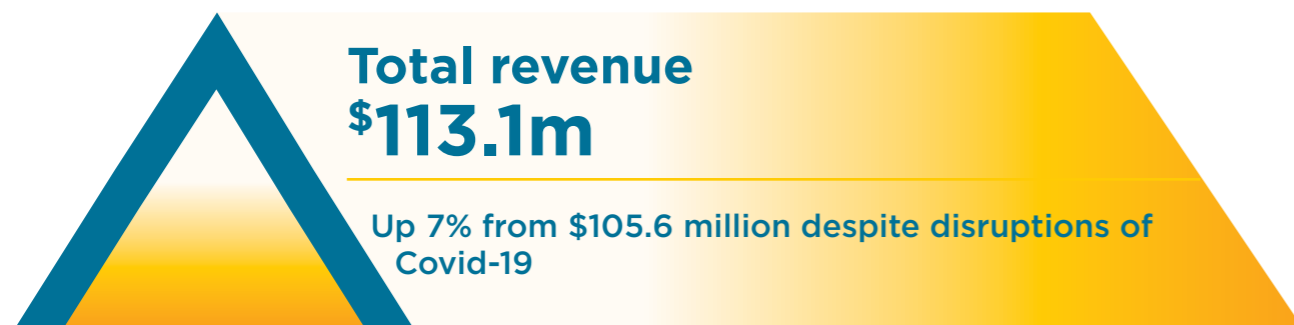 Total revenue
$113.1m
Up 7% from $105.6 million despite disruptions of
Covid-19